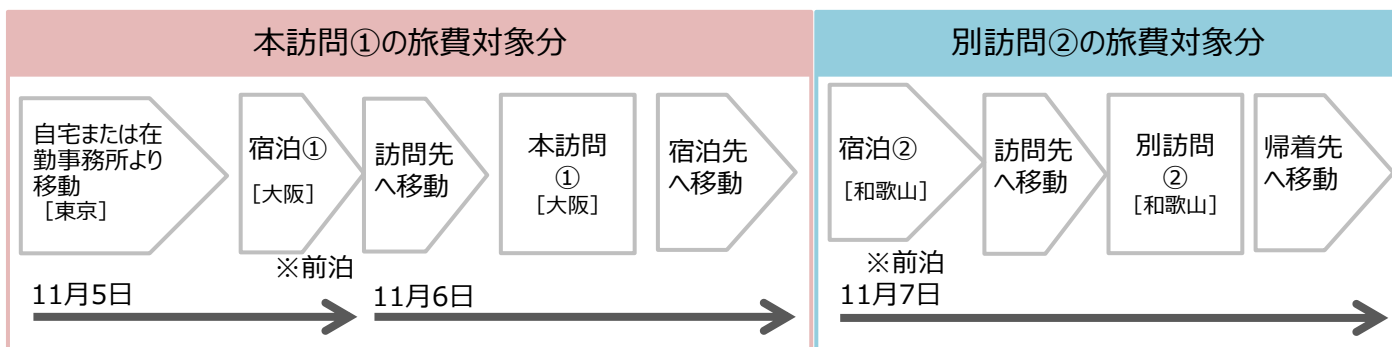 本訪問①の旅費対象分
自宅または在
勤事務所より
移動
［東京］
宿泊①
［大阪］
訪問先
へ移動
本訪問
①
［大阪］
宿泊先
へ移動
※前泊
11月5日
11月6日
別訪問②の旅費対象分
宿泊②
［和歌山］
訪問先
へ移動
別訪問
②
［和歌山］
帰着先
へ移動
※前泊
11月7日